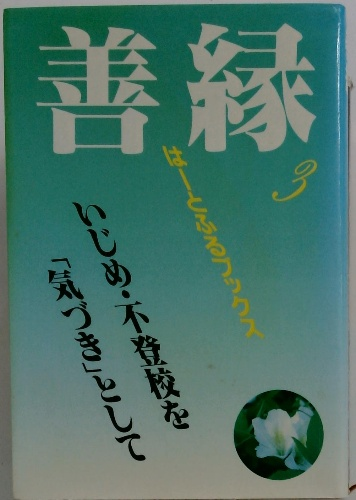 善縁
3
はーとふるブックス
いじめ・不登校を
「気づき」として